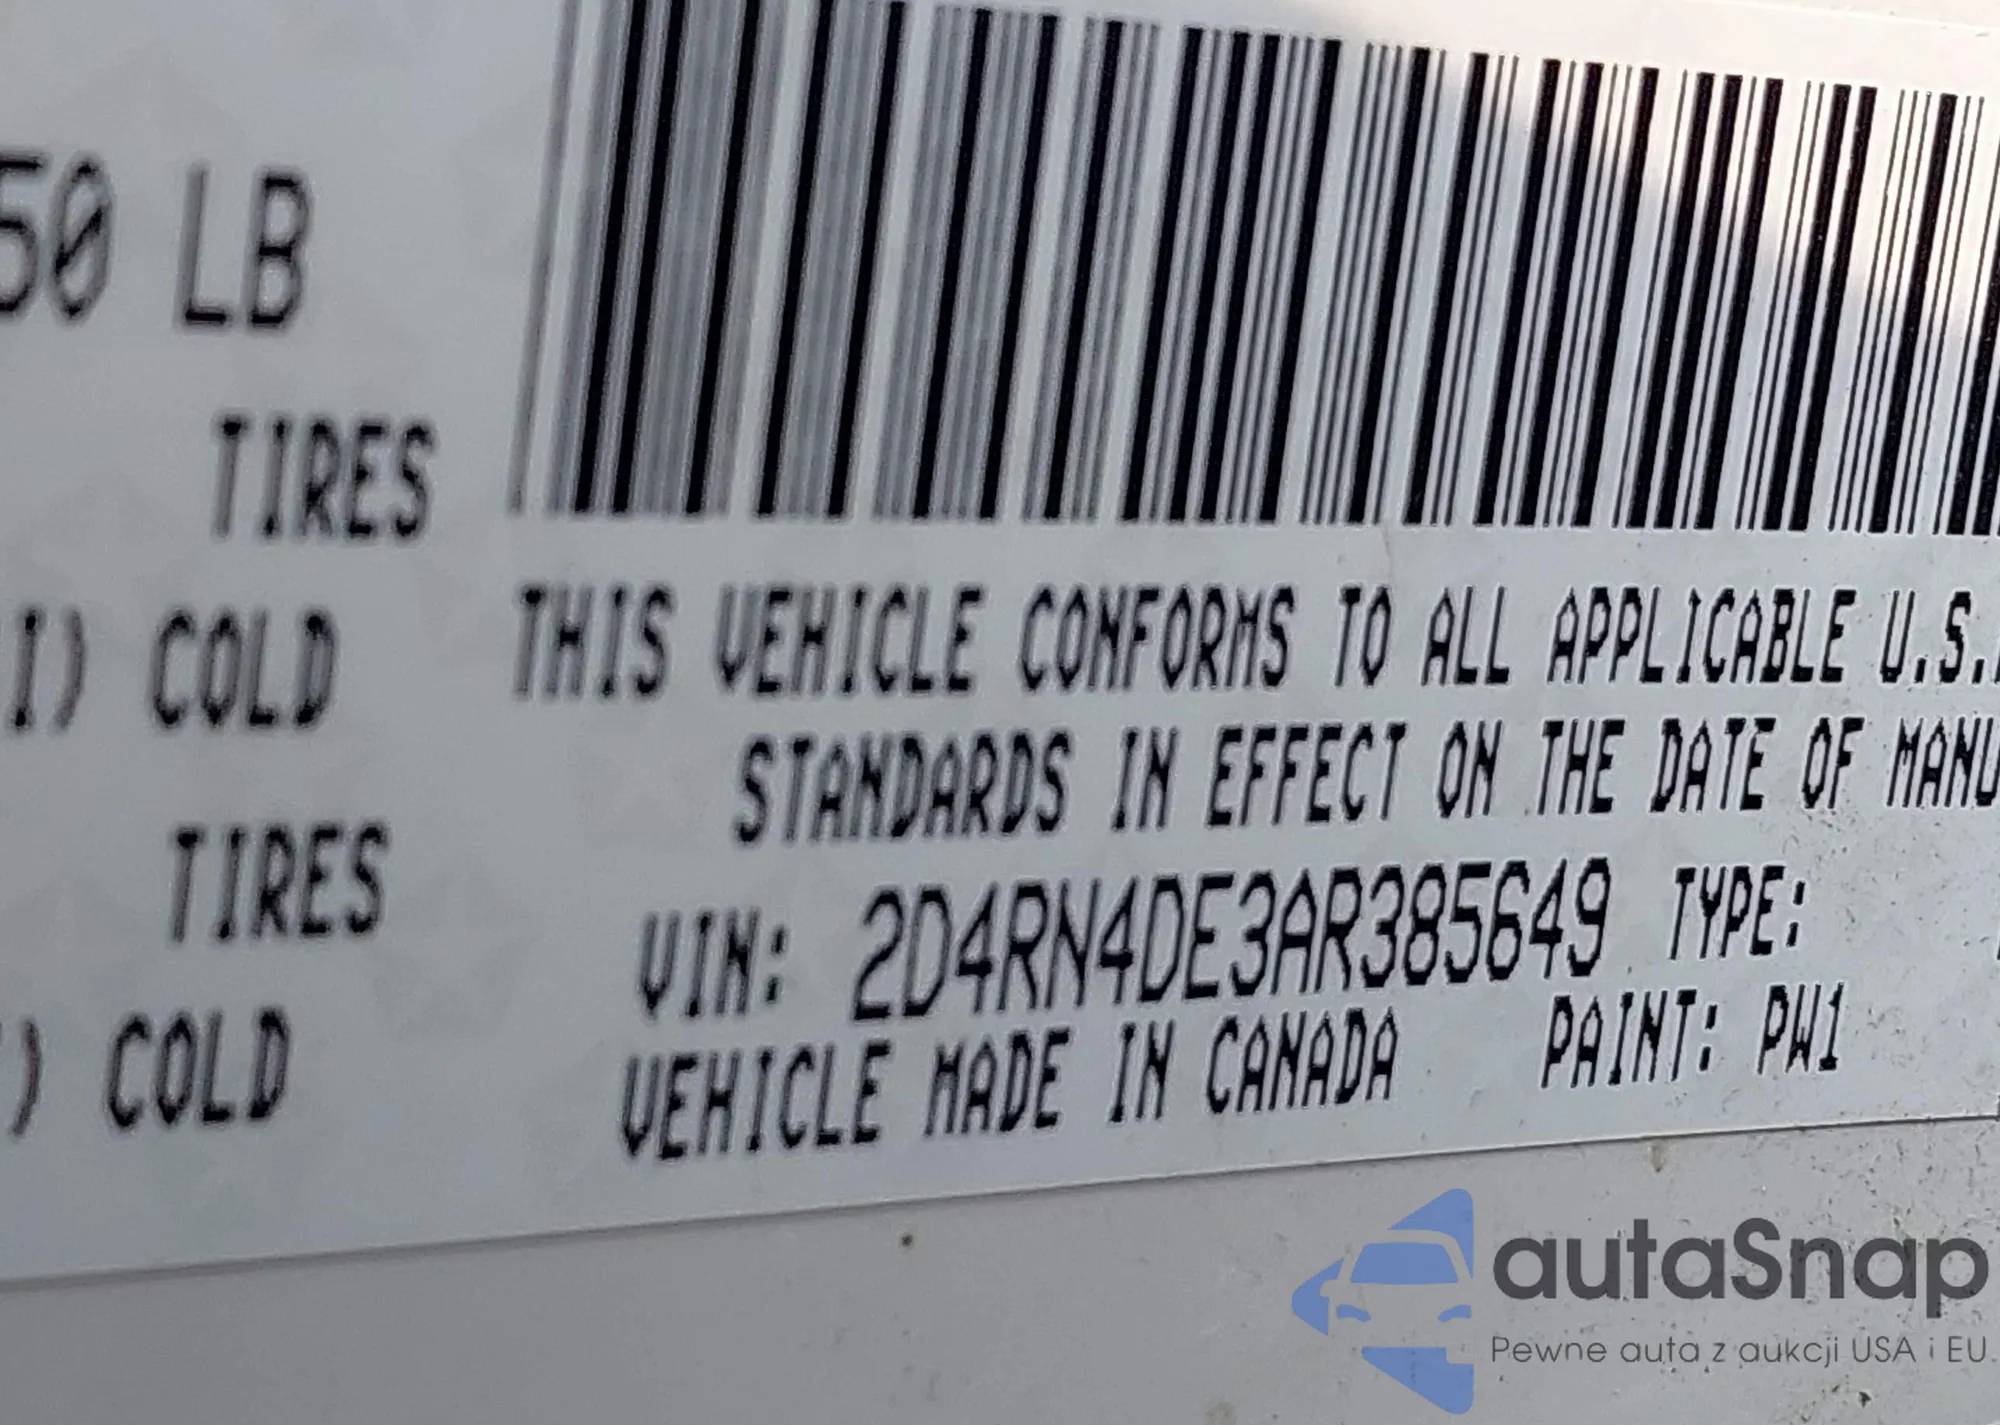 50 LB
TIRES
I) COLD
TIRES
) COLD
THIS VEHICLE CONFORMS TO ALL APPLICABLE U.S.
STANDARDS IN EFFECT ON THE DATE OF MANU
VIN: 2D4RN4DE3AR385649 TYPE:
VEHICLE MADE IN CANADA PAINT: PW1
autaSnap
Pewne auta z aukcji USA i EU.